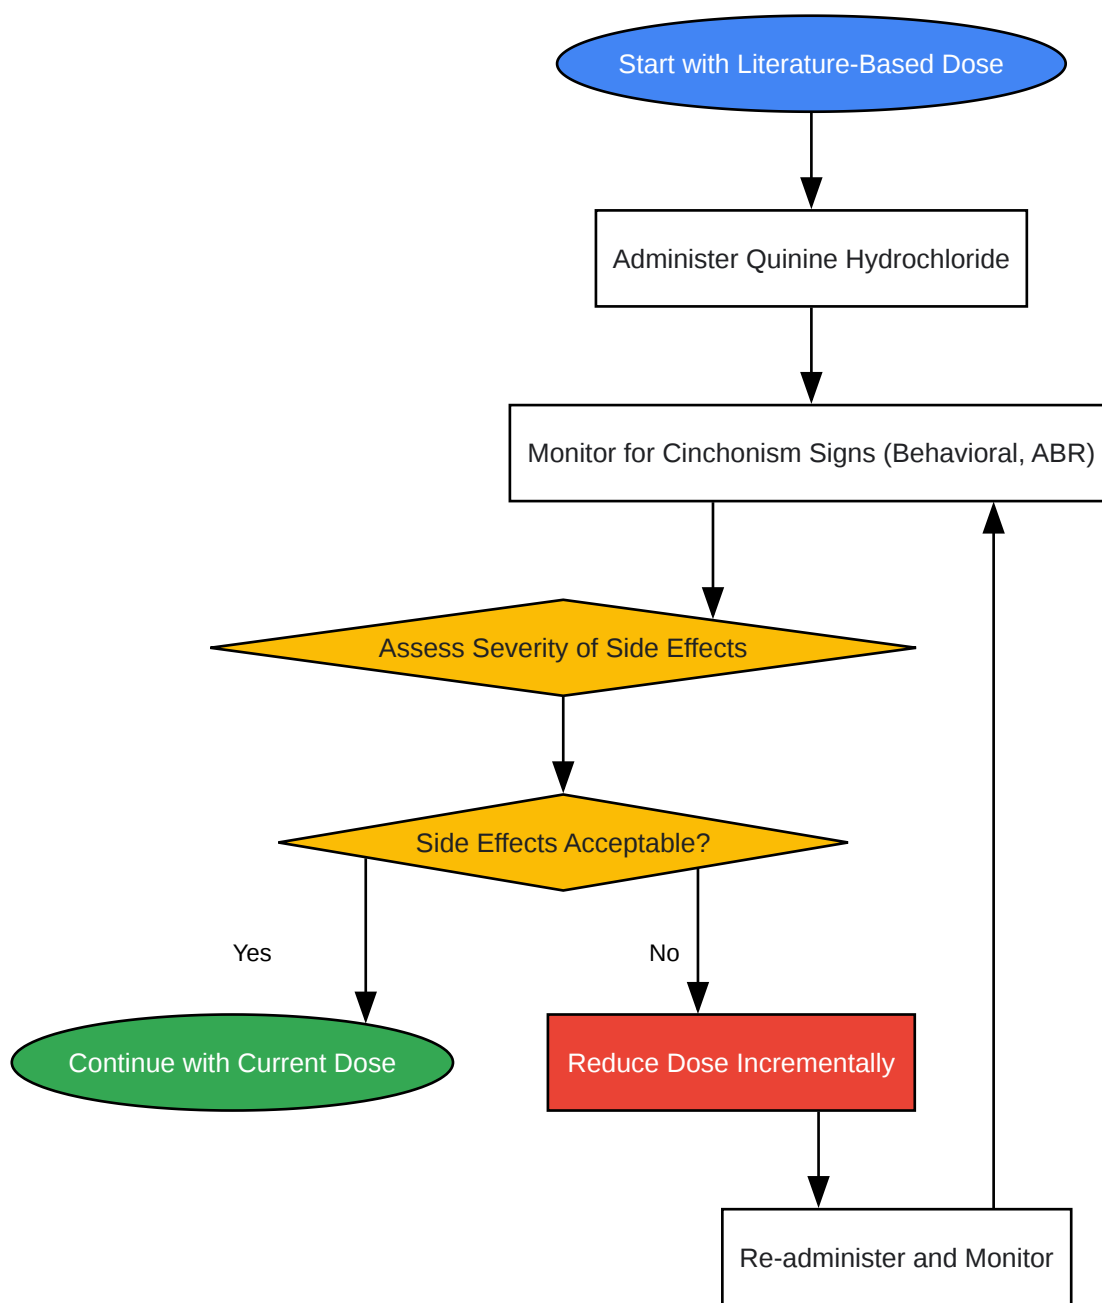 Start with Literature-Based Dose
Administer Quinine Hydrochloride
Monitor for Cinchonism Signs (Behavioral, ABR)
Assess Severity of Side Effects
Side Effects Acceptable?
Yes
No
Continue with Current Dose
Reduce Dose Incrementally
Re-administer and Monitor